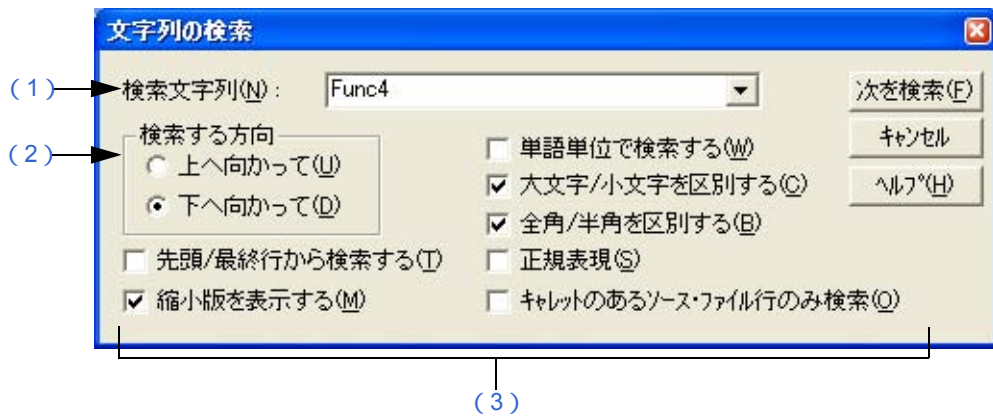 文字列の検索
(1) 検索文字列(N): Func4 次を検索(F)
(2) 検索する方向 キャンセル
上へ向かって(U) 単語単位で検索する(W)
下へ向かって(D) 大文字/小文字を区別する(C) ヘルプ(H)
全角/半角を区別する(B)
先頭/最終行から検索する(T) 正規表現(S)
縮小版を表示する(M) キャレットのあるソース・ファイル行のみ検索(O)
(3)